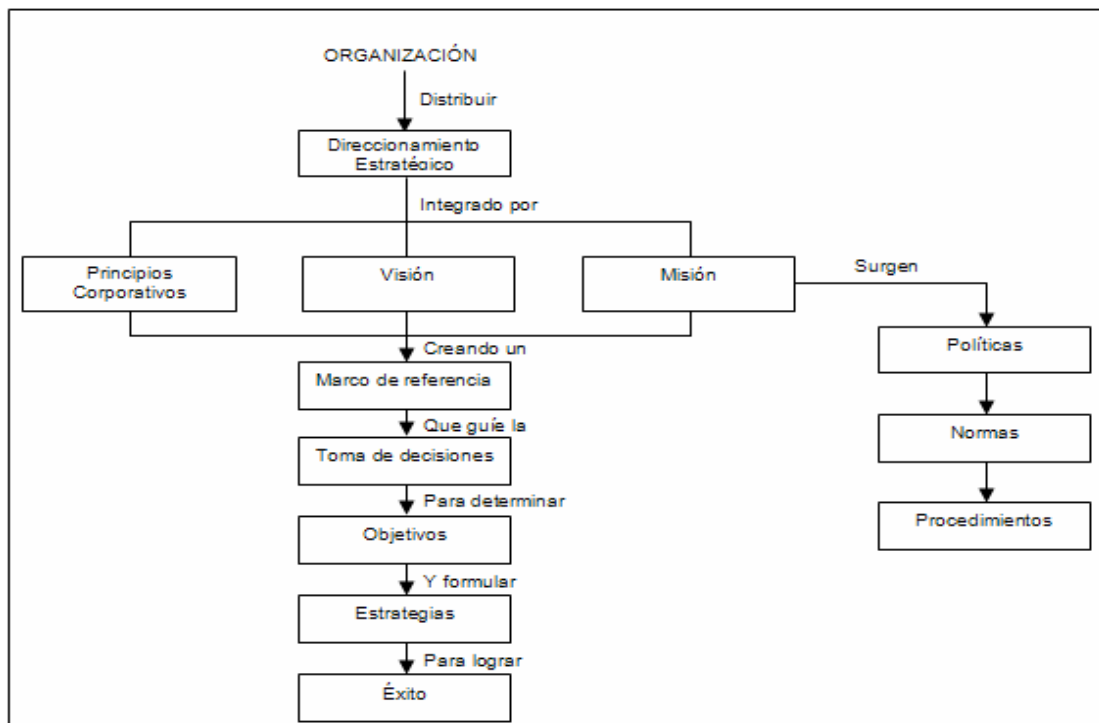 ORGANIZACIÓN
Distribuir
Direccionamiento
Estratégico
Integrado por
Principios
Corporativos
Visión
Misión
Surgen
Creando un
Políticas
Marco de referencia
Que guíe la
Normas
Toma de decisiones
Para determinar
Procedimientos
Objetivos
Y formular
Estrategias
Para lograr
Éxito